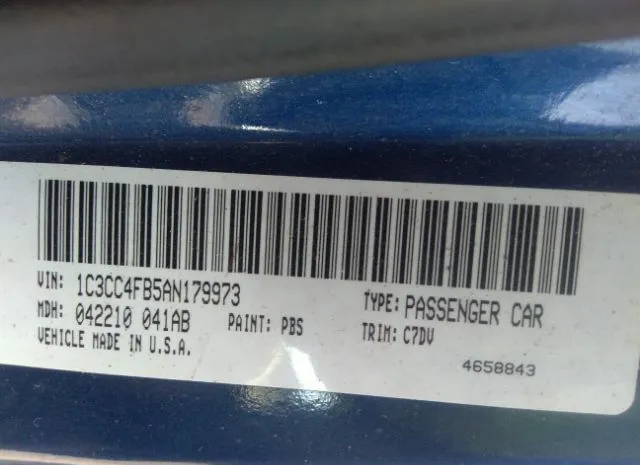 VIN: 1C3CC4FB5AN179973 TYPE: PASSENGER CAR
MDH: 042210 041AB PAINT: PBS TRIM: C7DV
VEHICLE MADE IN U.S.A.
4658843